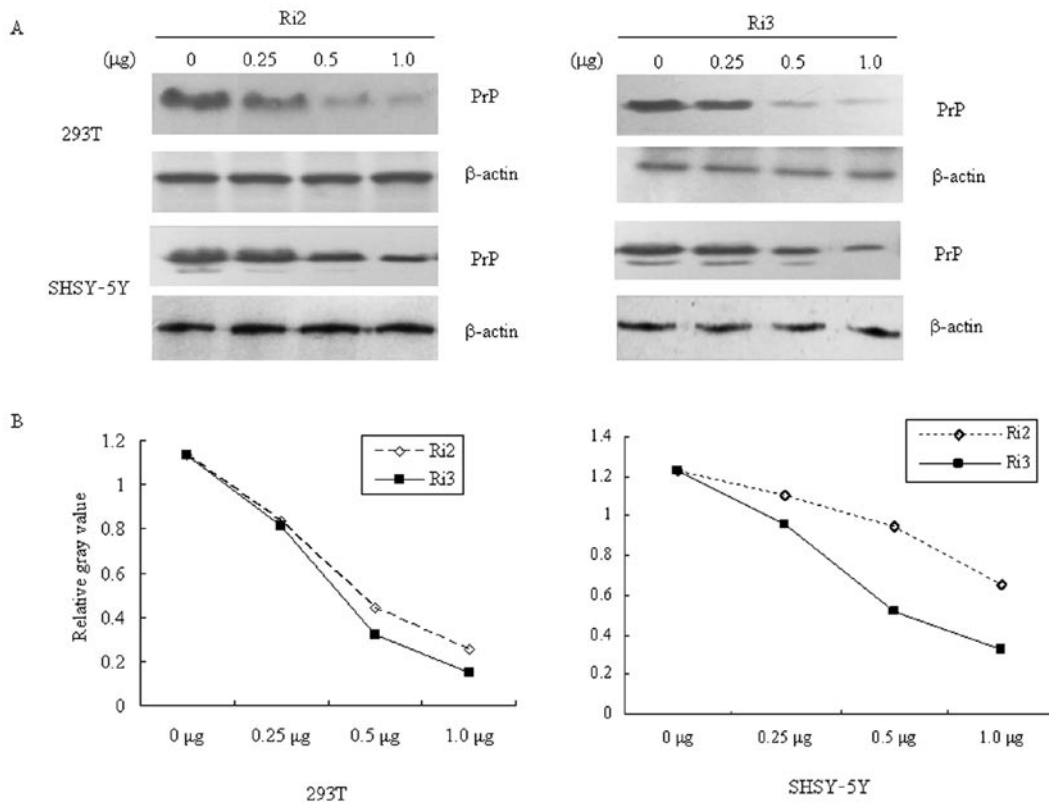 A
Ri2
(μg) 0 0.25 0.5 1.0
293T
PrP
β-actin
SHSY-5Y
PrP
β-actin
Ri3
(μg) 0 0.25 0.5 1.0
PrP
β-actin
PrP
β-actin
B
Relative gray value
1.2
1
0.8
0.6
0.4
0.2
0
Ri2
Ri3
0 μg 0.25 μg 0.5 μg 1.0 μg
293T
1.4
1.2
1
0.8
0.6
0.4
0.2
0
Ri2
Ri3
0 μg 0.25 μg 0.5 μg 1.0 μg
SHSY-5Y